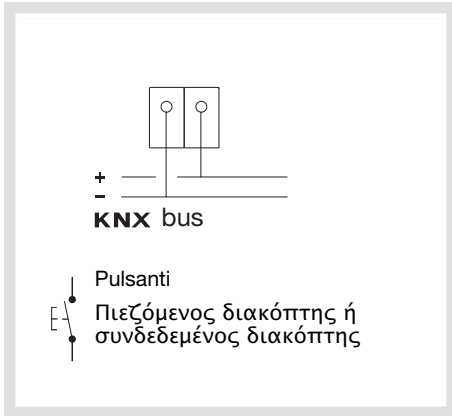 +
−
KNX bus
Pulsanti
Πιεζόμενος διακόπτης ή
συνδεδεμένος διακόπτης